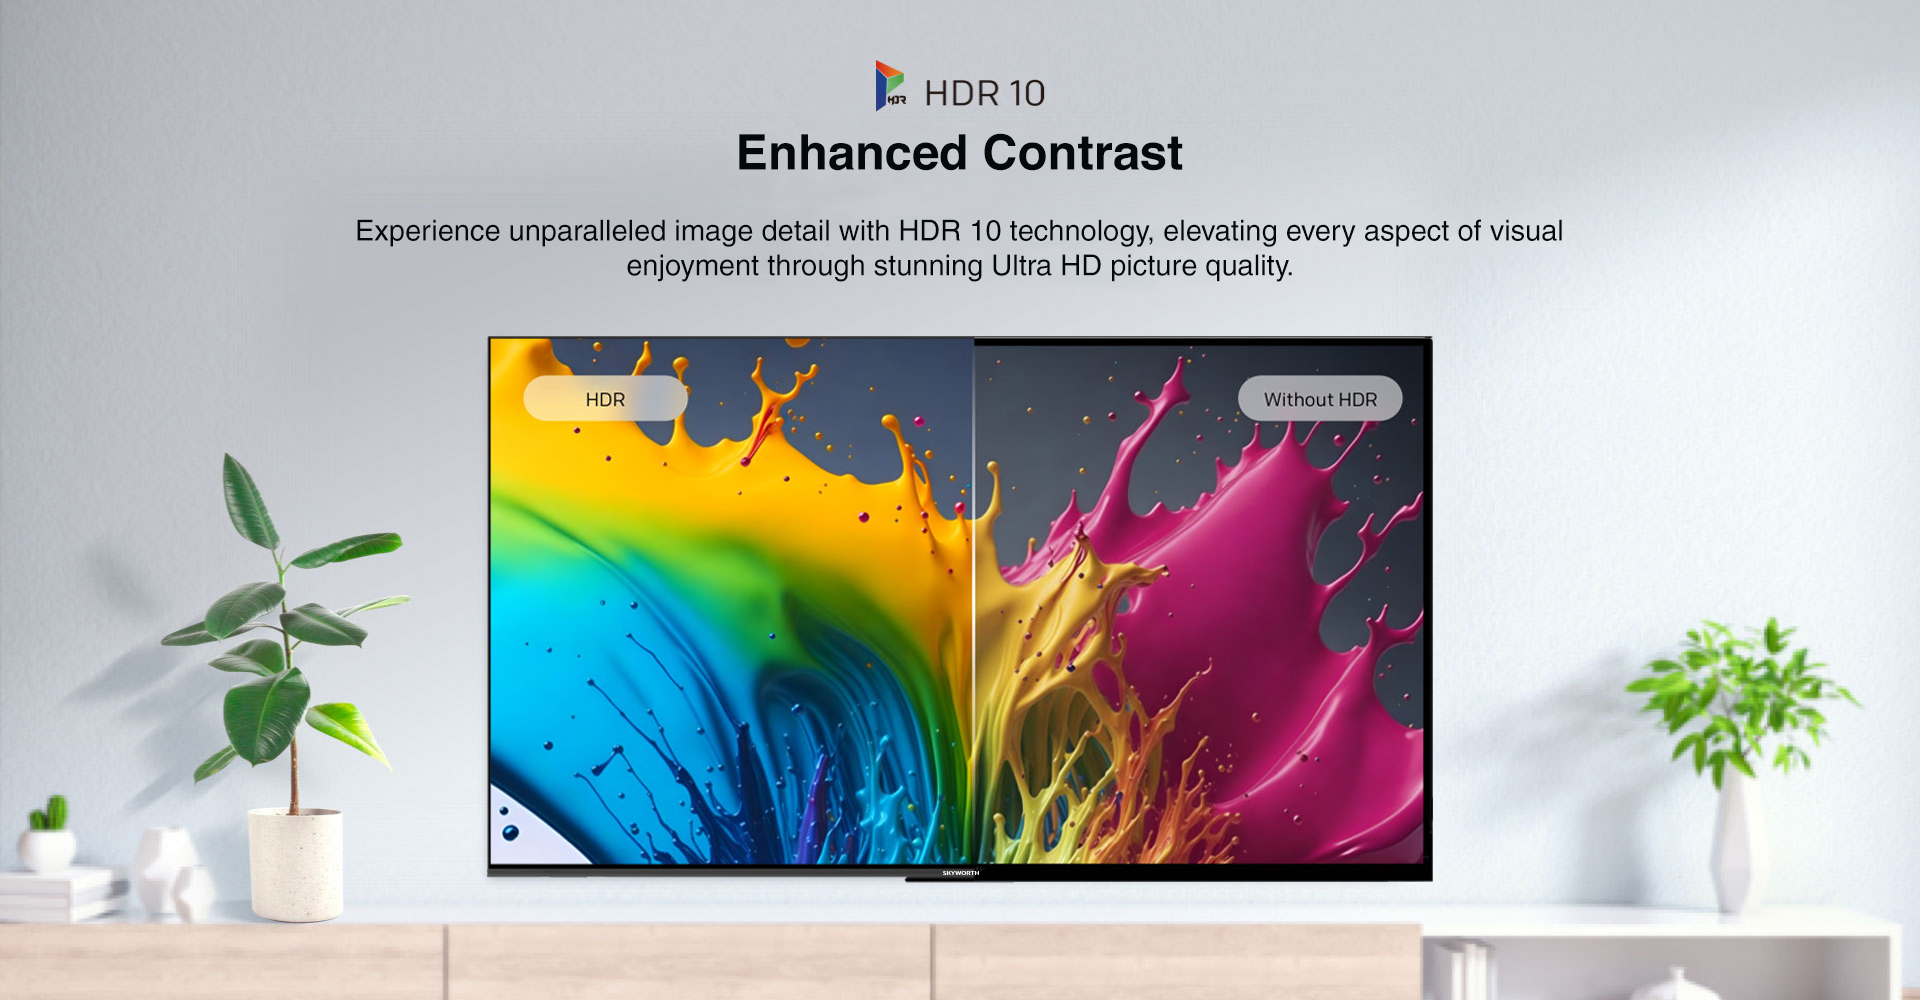 HDR
HDR 10
Enhanced Contrast
Experience unparalleled image detail with HDR 10 technology, elevating every aspect of visual
enjoyment through stunning Ultra HD picture quality.
HDR
Without HDR
SKYWORTH